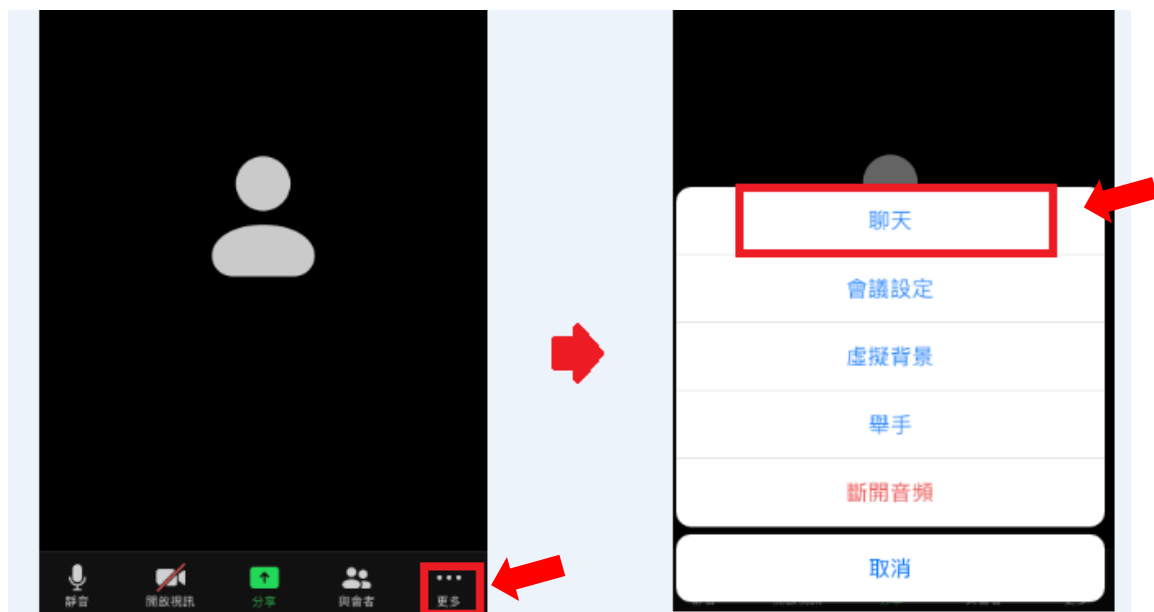 靜音 開啟視訊 分享 與會者 更多
聊天
會議設定
虛擬背景
舉手
斷開音頻
取消